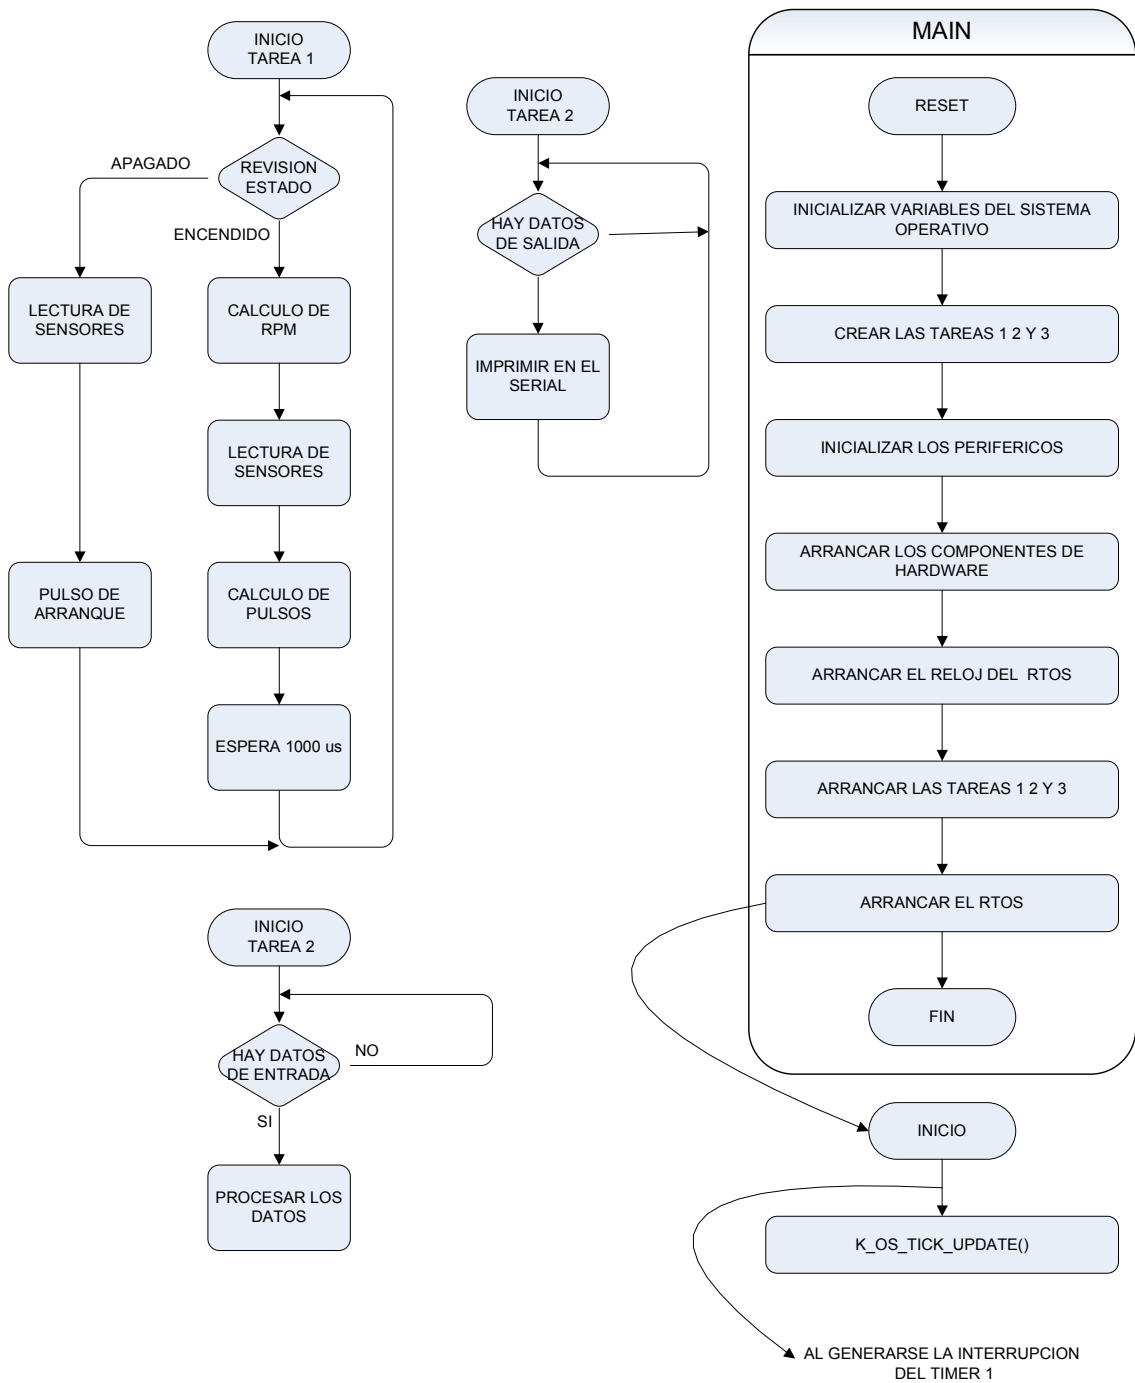 INICIO
TAREA 1
REVISION
ESTADO
APAGADO
ENCENDIDO
LECTURA DE
SENSORES
PULSO DE
ARRANQUE
CALCULO DE
RPM
LECTURA DE
SENSORES
CALCULO DE
PULSOS
ESPERA 1000 us
INICIO
TAREA 2
HAY DATOS
DE SALIDA
IMPRIMIR EN EL
SERIAL
INICIO
TAREA 2
HAY DATOS
DE ENTRADA
NO
SI
PROCESAR LOS
DATOS
MAIN
RESET
INICIALIZAR VARIABLES DEL SISTEMA
OPERATIVO
CREAR LAS TAREAS 1 2 Y 3
INICIALIZAR LOS PERIFERICOS
ARRANCAR LOS COMPONENTES DE
HARDWARE
ARRANCAR EL RELOJ DEL RTOS
ARRANCAR LAS TAREAS 1 2 Y 3
ARRANCAR EL RTOS
FIN
INICIO
K_OS_TICK_UPDATE()
AL GENERARSE LA INTERRUPCION
DEL TIMER 1